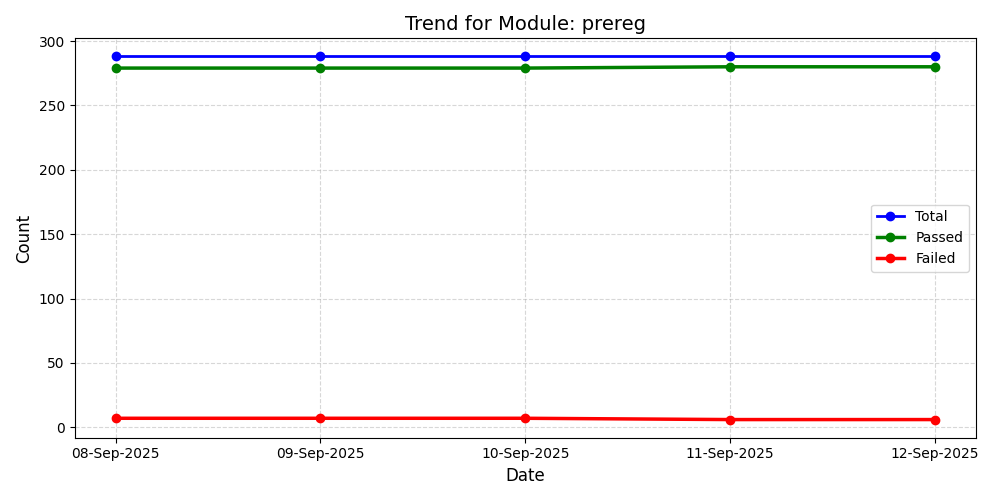 Trend for Module: prereg
300
250
200
150
100
50
0
Count
Total
Passed
Failed
08-Sep-2025
09-Sep-2025
10-Sep-2025
11-Sep-2025
12-Sep-2025
Date